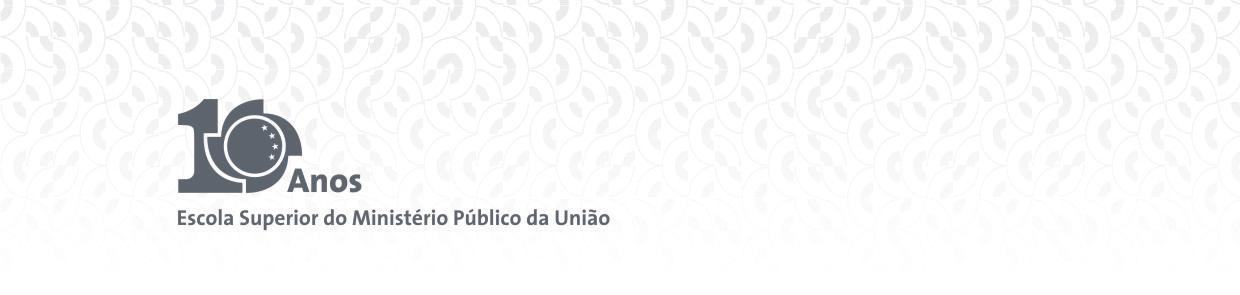 10 Anos
Escola Superior do Ministério Público da União